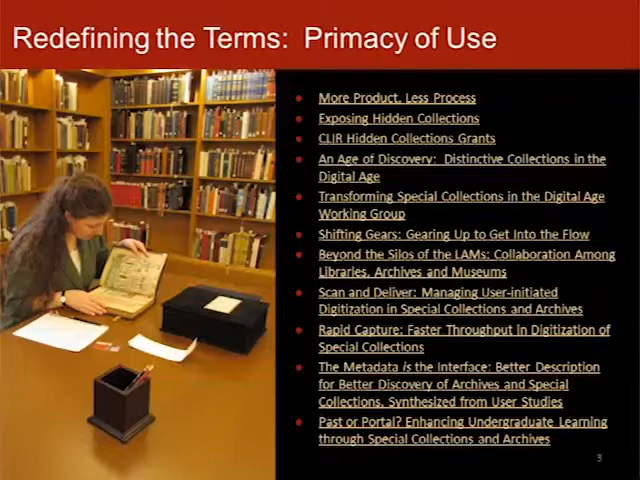 Redefining the Terms:  Primacy of Use
More Product, Less Process
Exposing Hidden Collections
CLIR Hidden Collections Grants
An Age of Discovery:  Distinctive Collections in the
Digital Age
Transforming Special Collections in the Digital Age
Working Group
Shifting Gears: Gearing Up to Get Into the Flow
Beyond the Silos of the LAMs: Collaboration Among
Libraries, Archives and Museums
Scan and Deliver: Managing User-initiated
Digitization in Special Collections and Archives
Rapid Capture: Faster Throughput in Digitization of
Special Collections
The Metadata is the Interface: Better Description
for Better Discovery of Archives and Special
Collections, Synthesized from User Studies
Past or Portal? Enhancing Undergraduate Learning
through Special Collections and Archives
3